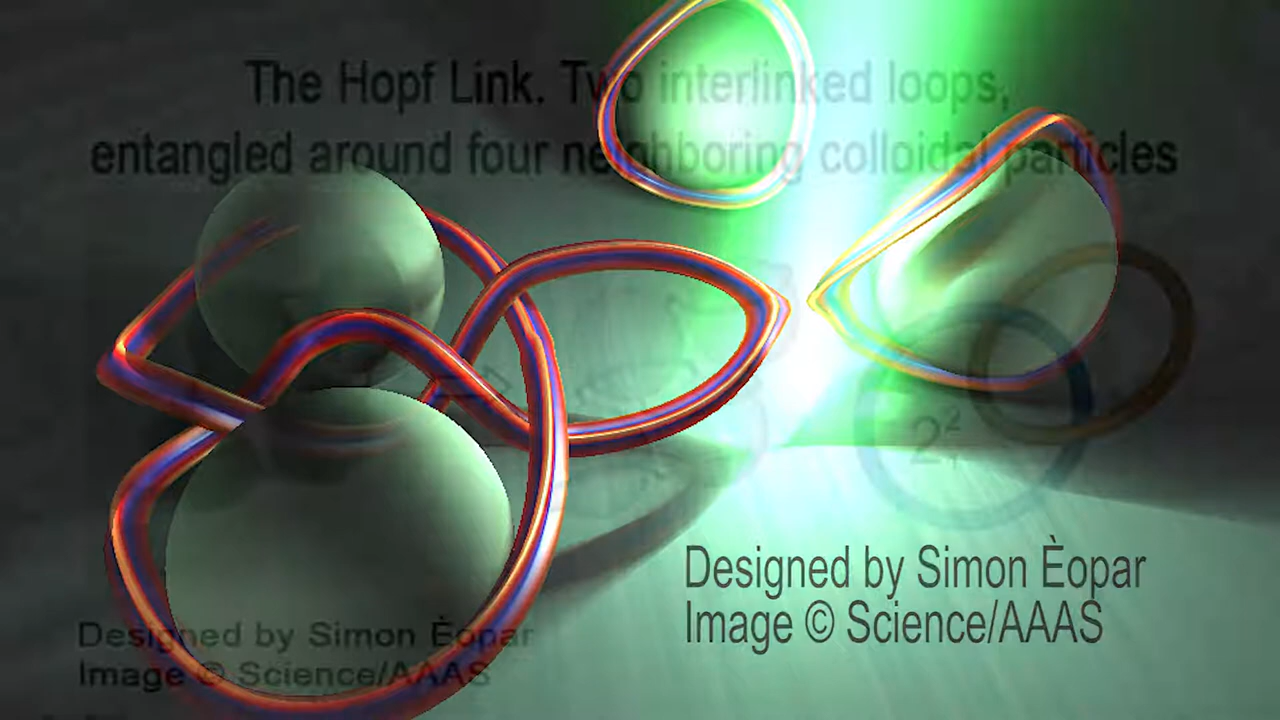 The Hopf Link. Two interlinked loops,
entangled around four neighboring colloidal particles
2²₁
Designed by Simon Èopar
Image © Science/AAAS
Designed by Simon Èopar
Image © Science/AAAS